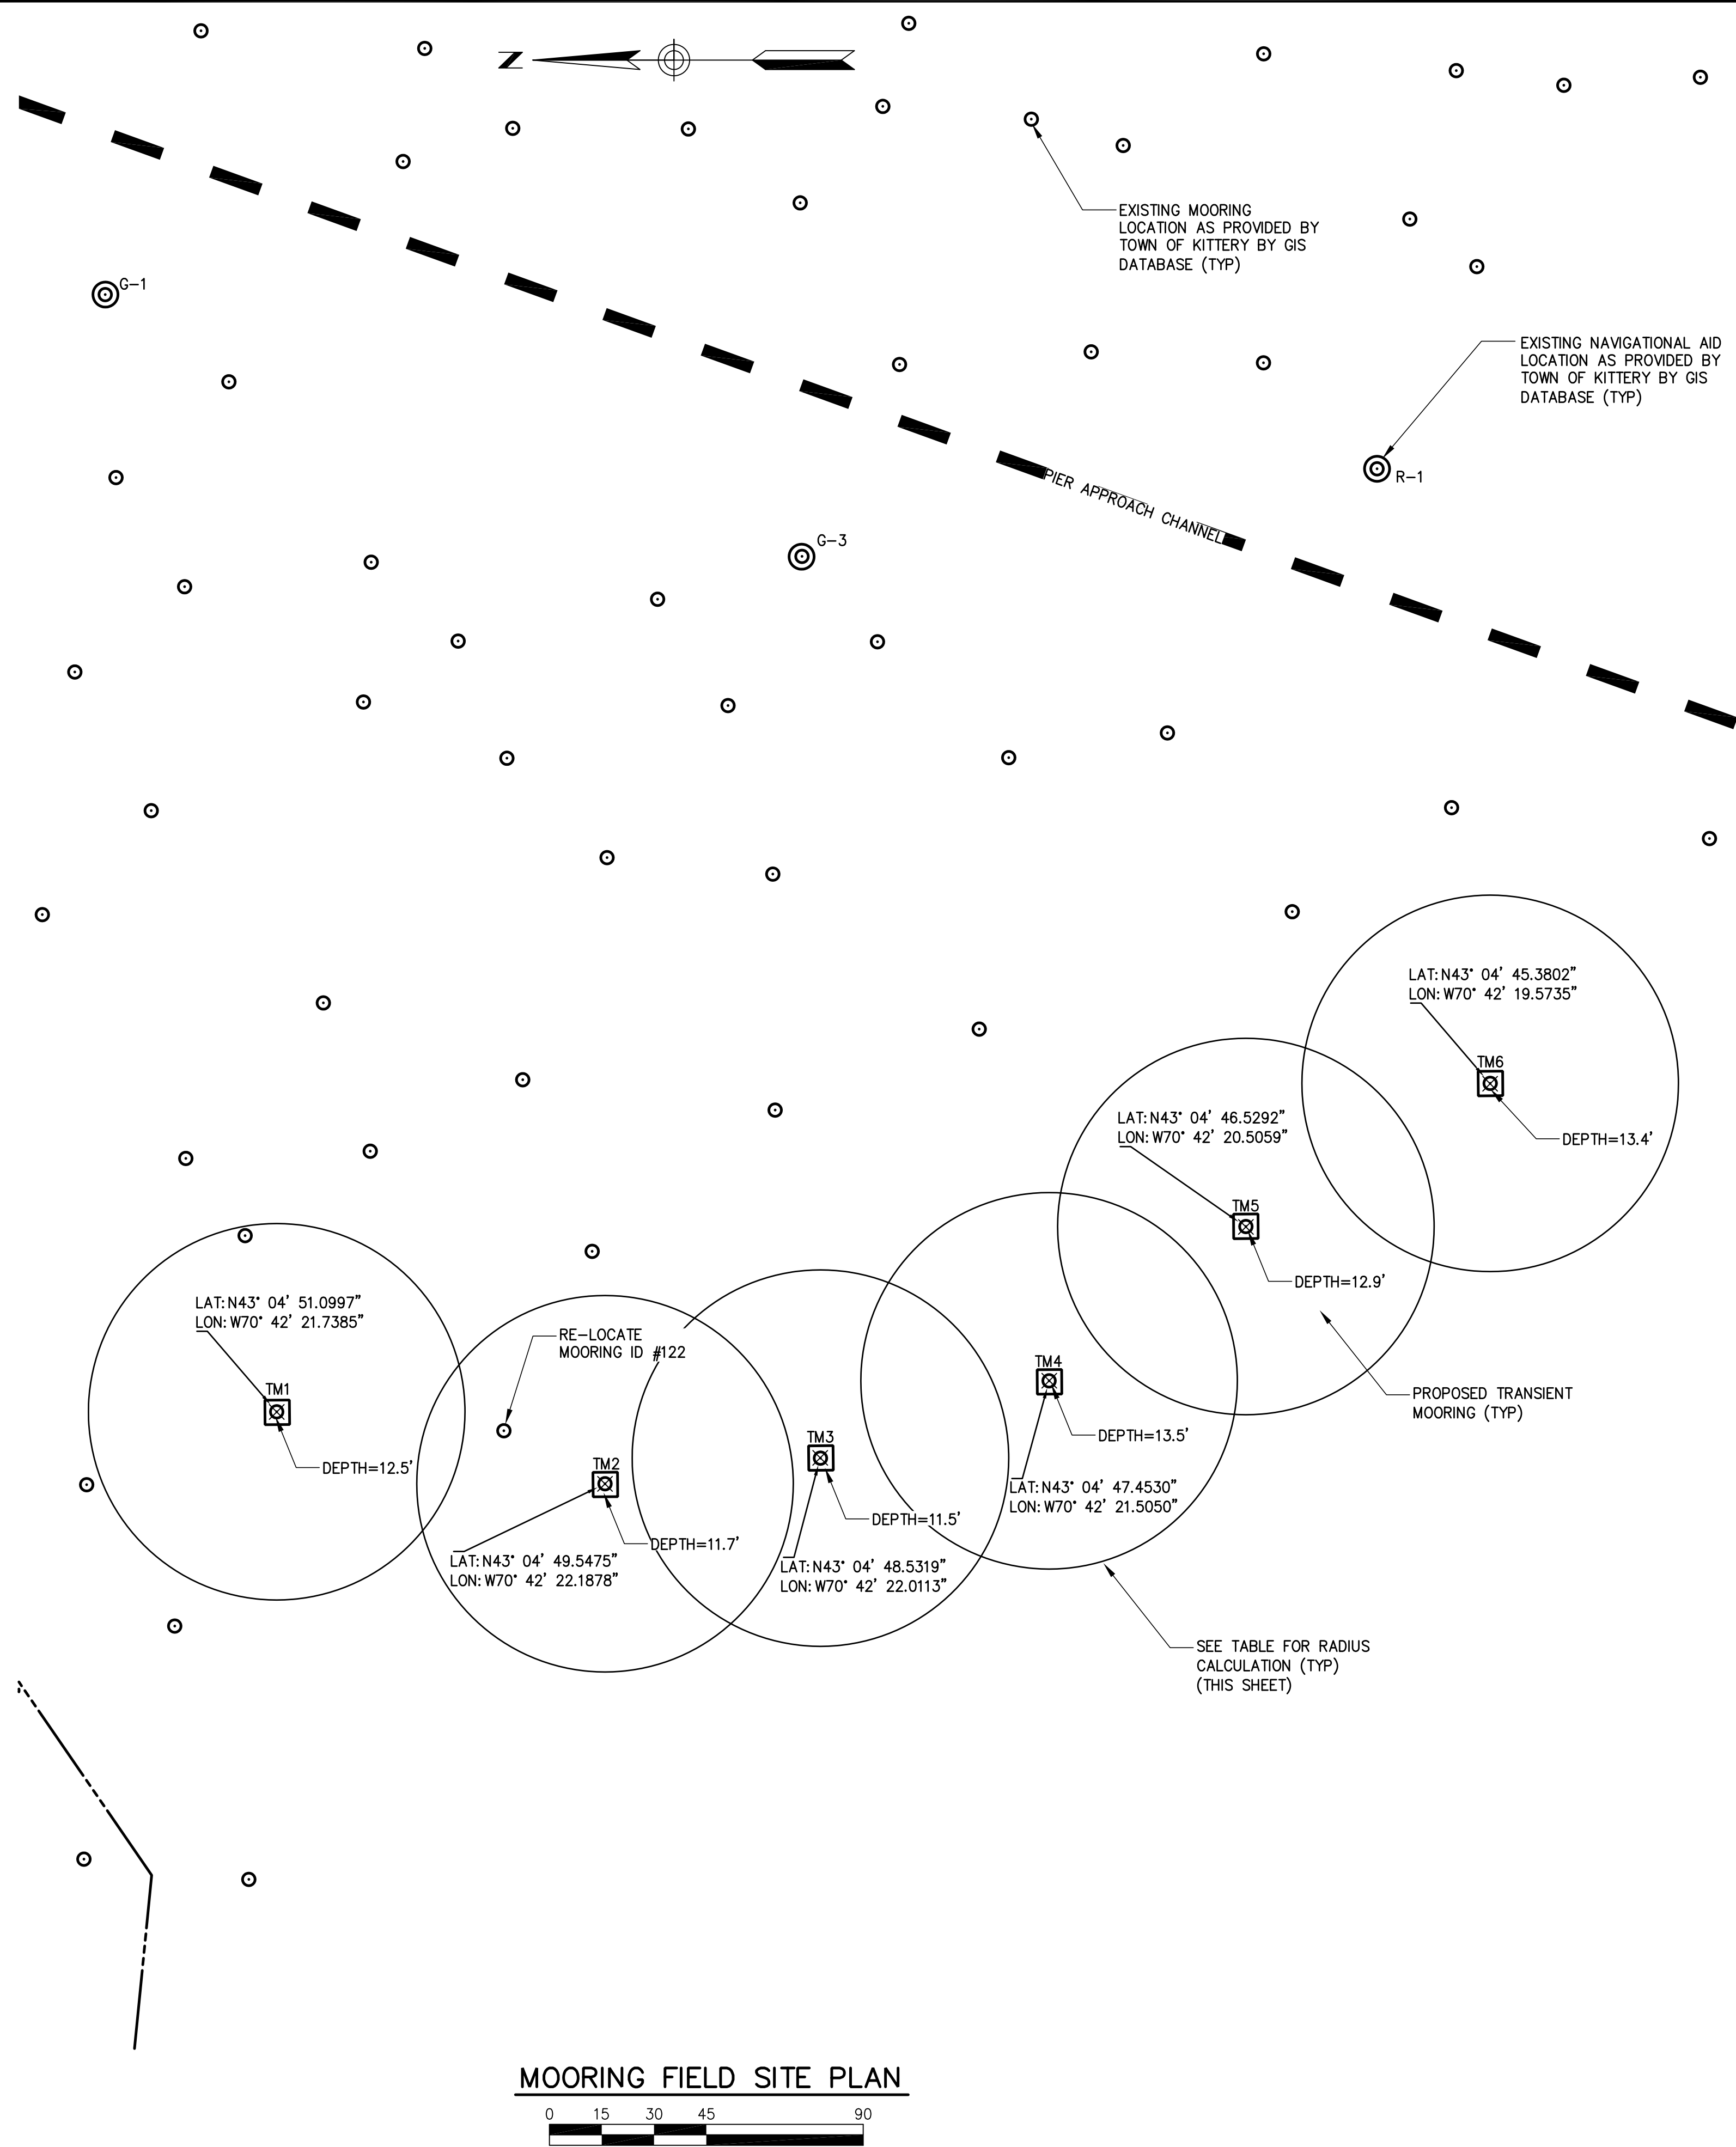 N
EXISTING MOORING
LOCATION AS PROVIDED BY
TOWN OF KITTERY BY GIS
DATABASE (TYP)
G-1
EXISTING NAVIGATIONAL AID
LOCATION AS PROVIDED BY
TOWN OF KITTERY BY GIS
DATABASE (TYP)
R-1
PIER APPROACH CHANNEL
G-3
LAT: N43° 04' 45.3802"
LON: W70° 42' 19.5735"
TM6
DEPTH=13.4'
LAT: N43° 04' 46.5292"
LON: W70° 42' 20.5059"
TM5
DEPTH=12.9'
LAT: N43° 04' 51.0997"
LON: W70° 42' 21.7385"
TM1
DEPTH=12.5'
RE-LOCATE
MOORING ID #122
TM2
DEPTH=11.7'
LAT: N43° 04' 49.5475"
LON: W70° 42' 22.1878"
TM3
DEPTH=11.5'
LAT: N43° 04' 48.5319"
LON: W70° 42' 22.0113"
TM4
DEPTH=13.5'
LAT: N43° 04' 47.4530"
LON: W70° 42' 21.5050"
PROPOSED TRANSIENT
MOORING (TYP)
SEE TABLE FOR RADIUS
CALCULATION (TYP)
(THIS SHEET)
MOORING FIELD SITE PLAN
0 15 30 45 90